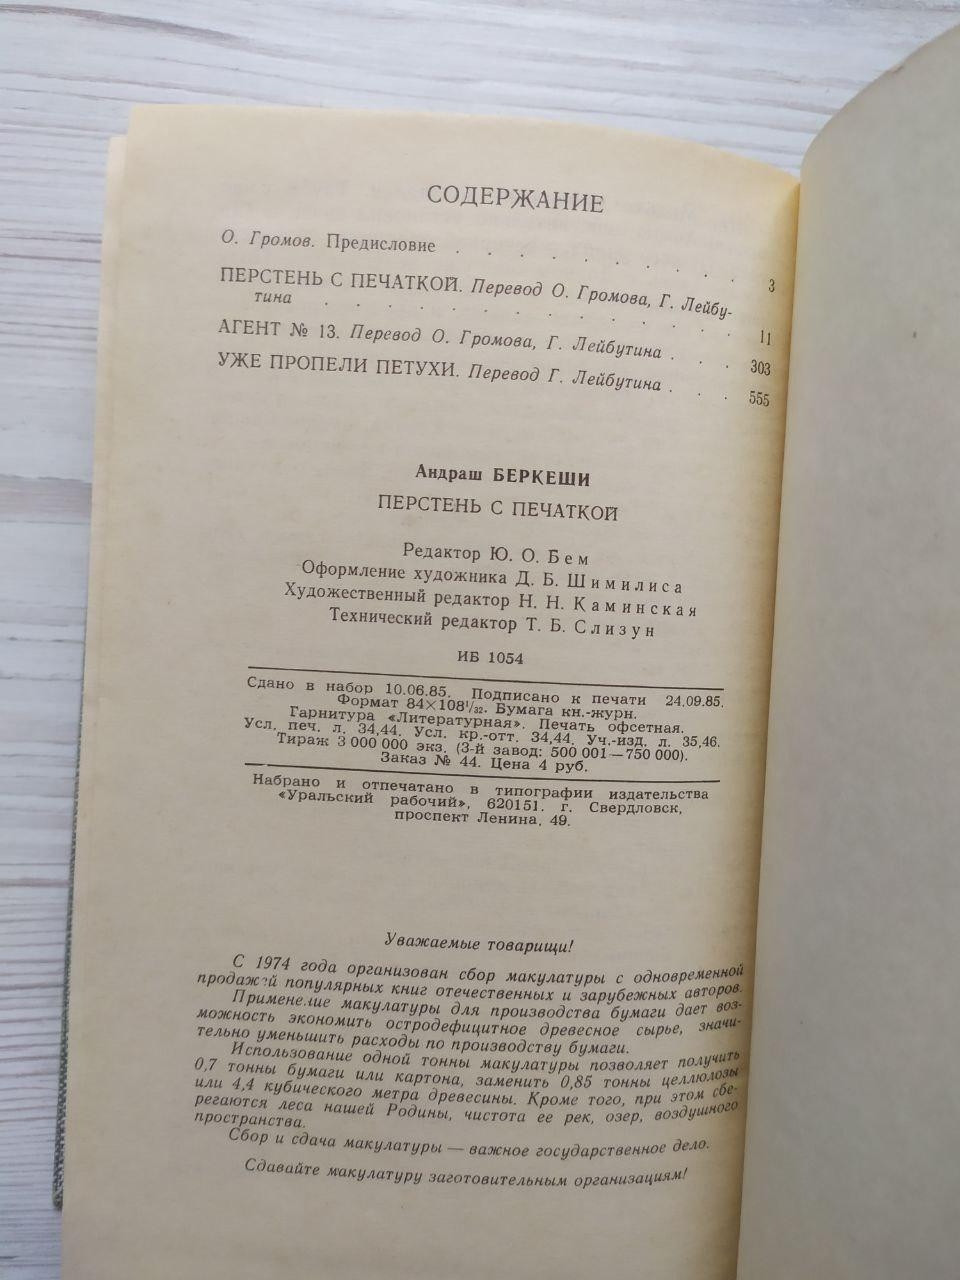 СОДЕРЖАНИЕ
О. Громов. Предисловие . . . . . . . . . . 3
ПЕРСТЕНЬ С ПЕЧАТКОЙ. Перевод О. Громова, Г. Лейбу-
тина . . . . . . . . . . . . . . 11
АГЕНТ № 13. Перевод О. Громова, Г. Лейбутина . . . 303
УЖЕ ПРОПЕЛИ ПЕТУХИ. Перевод Г. Лейбутина . . . 555
Андраш БЕРКЕШИ
ПЕРСТЕНЬ С ПЕЧАТКОЙ
Редактор Ю. О. Бем
Оформление художника Д. Б. Шимилиса
Художественный редактор Н. Н. Каминская
Технический редактор Т. Б. Слизун
ИБ 1054
Сдано в набор 10.06.85. Подписано к печати 24.09.85.
Формат 84×108¹/₃₂. Бумага кн.-журн.
Гарнитура «Литературная». Печать офсетная.
Усл. печ. л. 34,44. Усл. кр.-отт. 34,44. Уч.-изд. л. 35,46.
Тираж 3 000 000 экз. (3-й завод: 500 001—750 000).
Заказ № 44. Цена 4 руб.
Набрано и отпечатано в типографии издательства
«Уральский рабочий», 620151. г. Свердловск,
проспект Ленина, 49.
Уважаемые товарищи!
С 1974 года организован сбор макулатуры с одновременной
продажей популярных книг отечественных и зарубежных авторов.
Применение макулатуры для производства бумаги дает воз-
можность экономить остродефицитное древесное сырье, значи-
тельно уменьшить расходы по производству бумаги.
Использование одной тонны макулатуры позволяет получить
0,7 тонны бумаги или картона, заменить 0,85 тонны целлюлозы
или 4,4 кубического метра древесины. Кроме того, при этом сбе-
регаются леса нашей Родины, чистота ее рек, озер, воздушного
пространства.
Сбор и сдача макулатуры — важное государственное дело.
Сдавайте макулатуру заготовительным организациям!